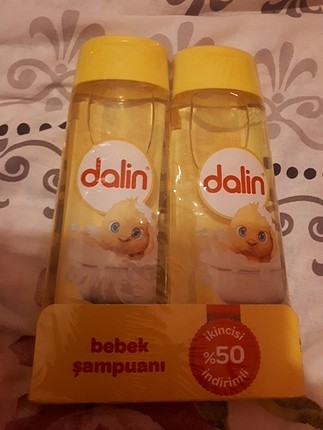 dalin
dalin
bebek
şampuanı
ikincisi
%50
indirimli